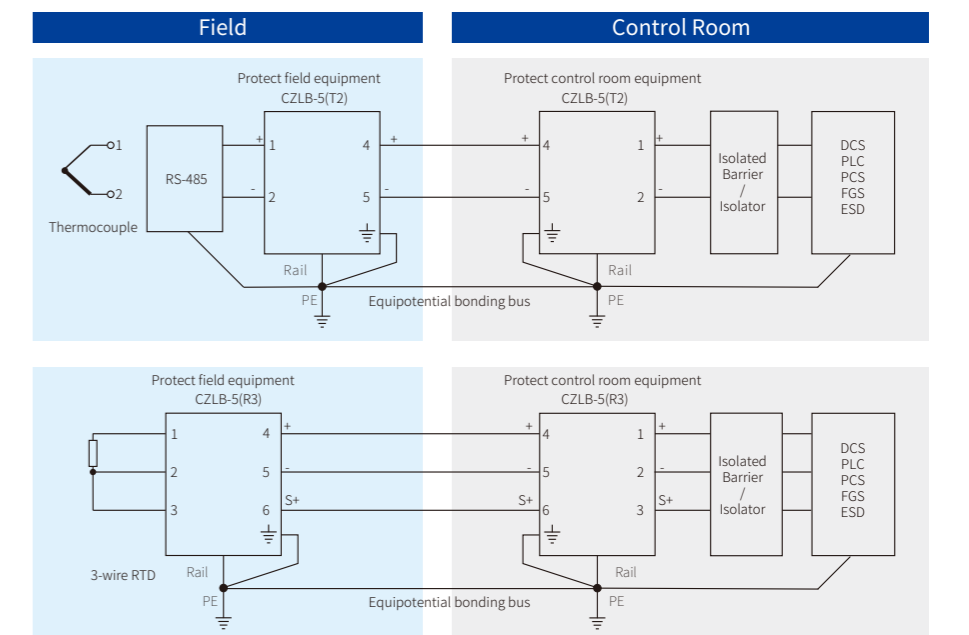 Field
Control Room
Protect field equipment
CZLB-5(T2)
Protect control room equipment
CZLB-5(T2)
1
2
Thermocouple
RS-485
+
-
1
2
4
5
+
-
+
-
4
5
1
2
+
-
Isolated
Barrier
/
Isolator
DCS
PLC
PCS
FGS
ESD
Rail
PE
Equipotential bonding bus
Rail
PE
Protect field equipment
CZLB-5(R3)
Protect control room equipment
CZLB-5(R3)
1
2
3
4
5
6
+
-
S+
+
-
S+
4
5
6
1
2
3
+
-
S+
Isolated
Barrier
/
Isolator
DCS
PLC
PCS
FGS
ESD
3-wire RTD
Rail
PE
Equipotential bonding bus
Rail
PE